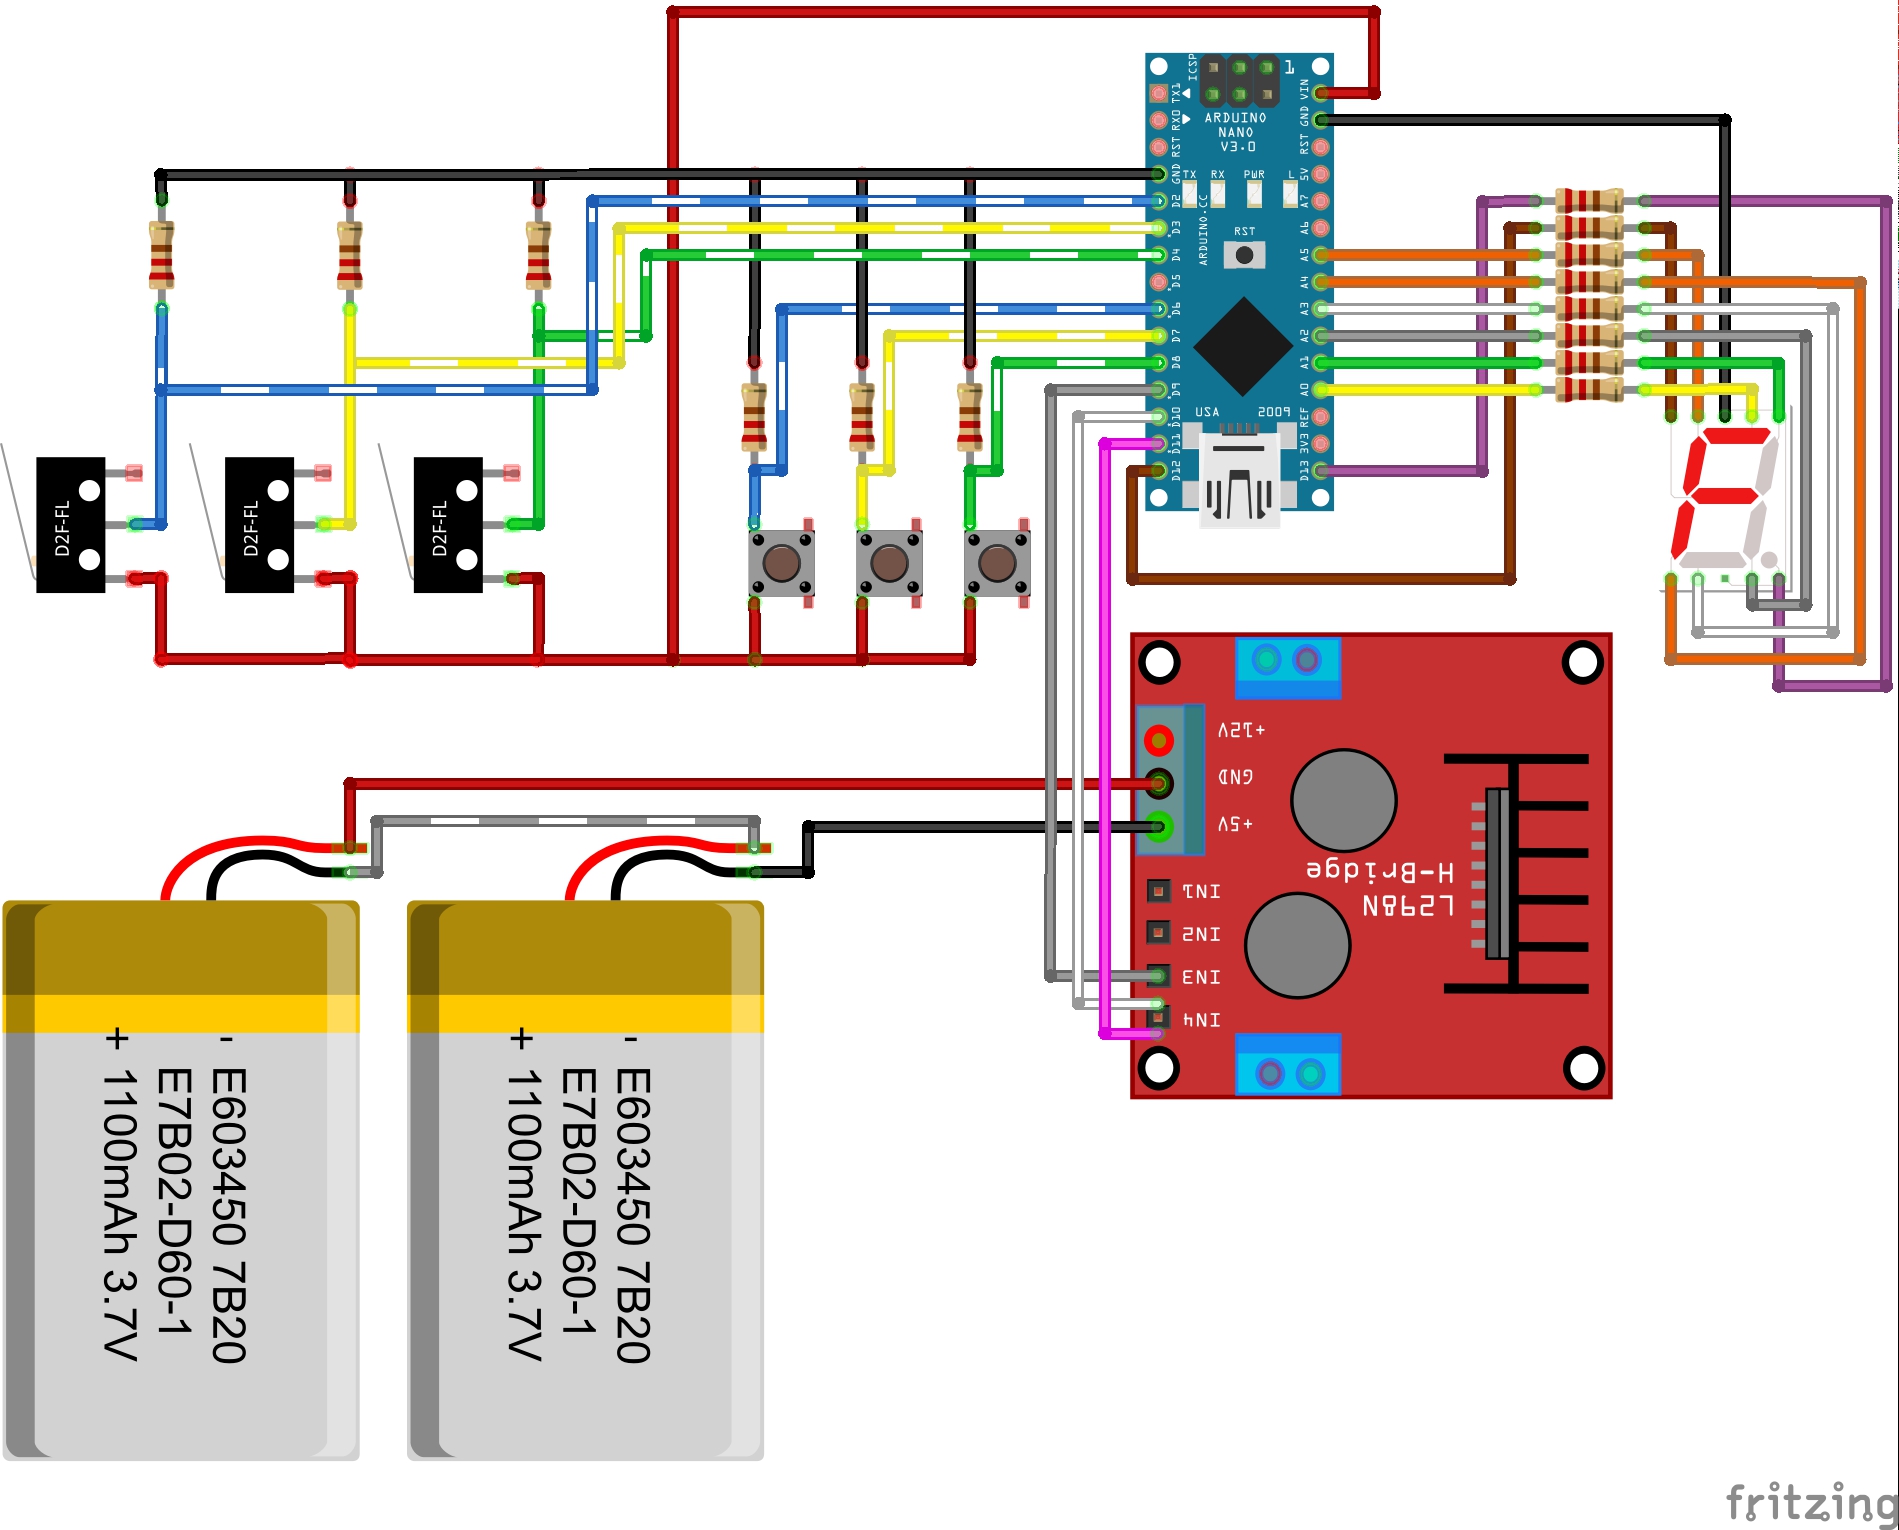 ICSP
1
TX1
RX0
RST
GND
D2
D3
D4
D5
D6
D7
D8
D9
D10
D11
D12
ARDUINO
NANO
V3.0
TX
RX
PWR
L
ARDUINO.CC
RST
USA
2009
VIN
GND
RST
5V
A7
A6
A5
A4
A3
A2
A1
A0
REF
3V3
D13
D2F-FL
D2F-FL
D2F-FL
+12V
GND
+5V
IN1
IN2
IN3
IN4
L298N
H-Bridge
- E603450 7B20
E7B02-D60-1
+ 1100mAh 3.7V
- E603450 7B20
E7B02-D60-1
+ 1100mAh 3.7V
fritzing